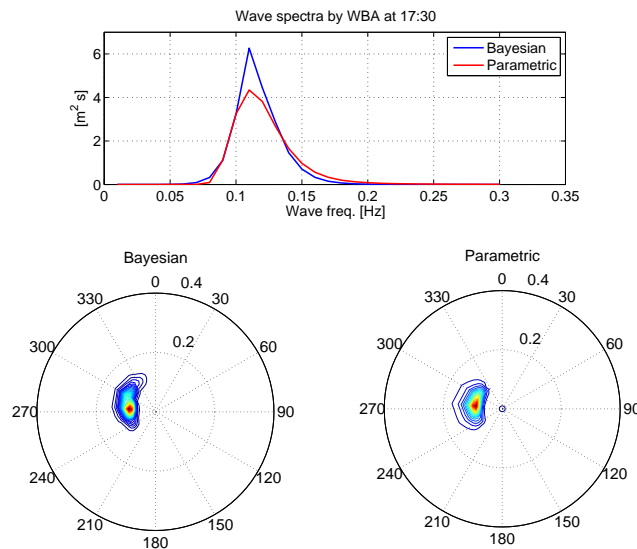 Wave spectra by WBA at 17:30
Bayesian
Parametric
[m² s]
6
4
2
0
0 0.05 0.1 0.15 0.2 0.25 0.3 0.35
Wave freq. [Hz]
Bayesian
0 0.4
330 30
300 0.2 60
270 90
240 120
210 150
180
Parametric
0 0.4
330 30
300 0.2 60
270 90
240 120
210 150
180